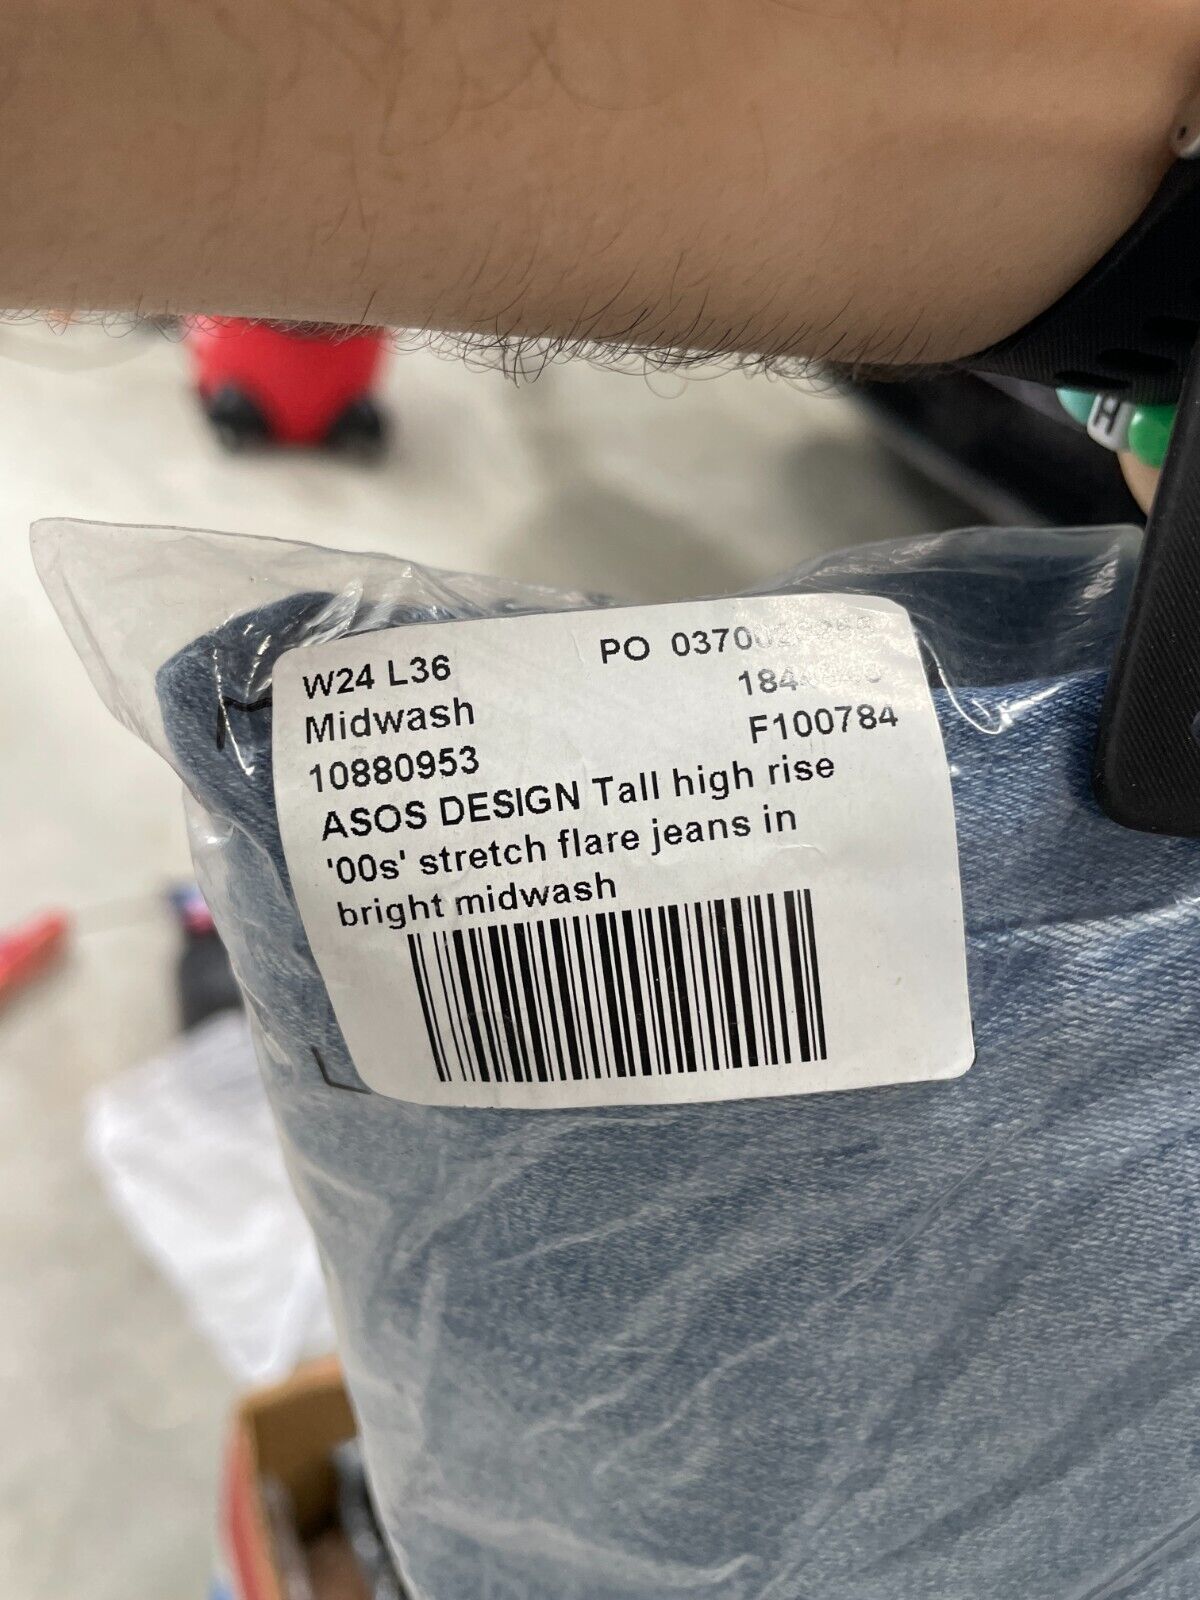 W24 L36
Midwash
10880953
PO
F100784
ASOS DESIGN Tall high rise
'00s' stretch flare jeans in
bright midwash
H